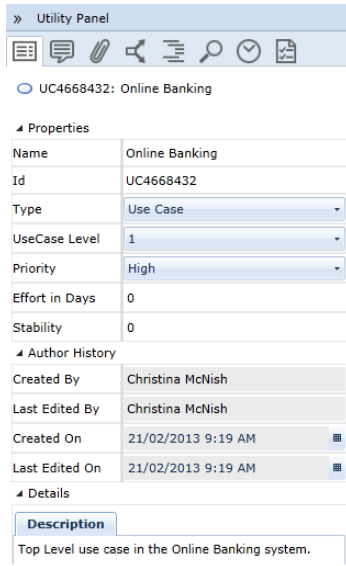 » Utility Panel
UC4668432: Online Banking
Properties
Name Online Banking
Id UC4668432
Type Use Case
UseCase Level 1
Priority High
Effort in Days 0
Stability 0
Author History
Created By Christina McNish
Last Edited By Christina McNish
Created On 21/02/2013 9:19 AM
Last Edited On 21/02/2013 9:19 AM
Details
Description
Top Level use case in the Online Banking system.